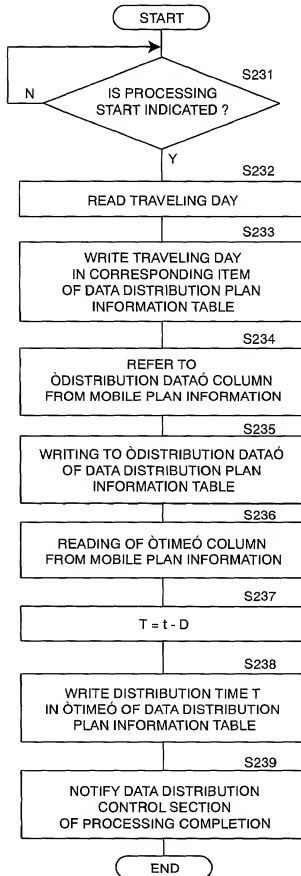 START
S231
IS PROCESSING
START INDICATED ?
N
Y
S232
READ TRAVELING DAY
S233
WRITE TRAVELING DAY
IN CORRESPONDING ITEM
OF DATA DISTRIBUTION PLAN
INFORMATION TABLE
S234
REFER TO
ÒDISTRIBUTION DATAÓ COLUMN
FROM MOBILE PLAN INFORMATION
S235
WRITING TO ÒDISTRIBUTION DATAÓ
OF DATA DISTRIBUTION PLAN
INFORMATION TABLE
S236
READING OF ÒTIMEÓ COLUMN
FROM MOBILE PLAN INFORMATION
S237
T = t - D
S238
WRITE DISTRIBUTION TIME T
IN ÒTIMEÓ OF DATA DISTRIBUTION
PLAN INFORMATION TABLE
S239
NOTIFY DATA DISTRIBUTION
CONTROL SECTION
OF PROCESSING COMPLETION
END